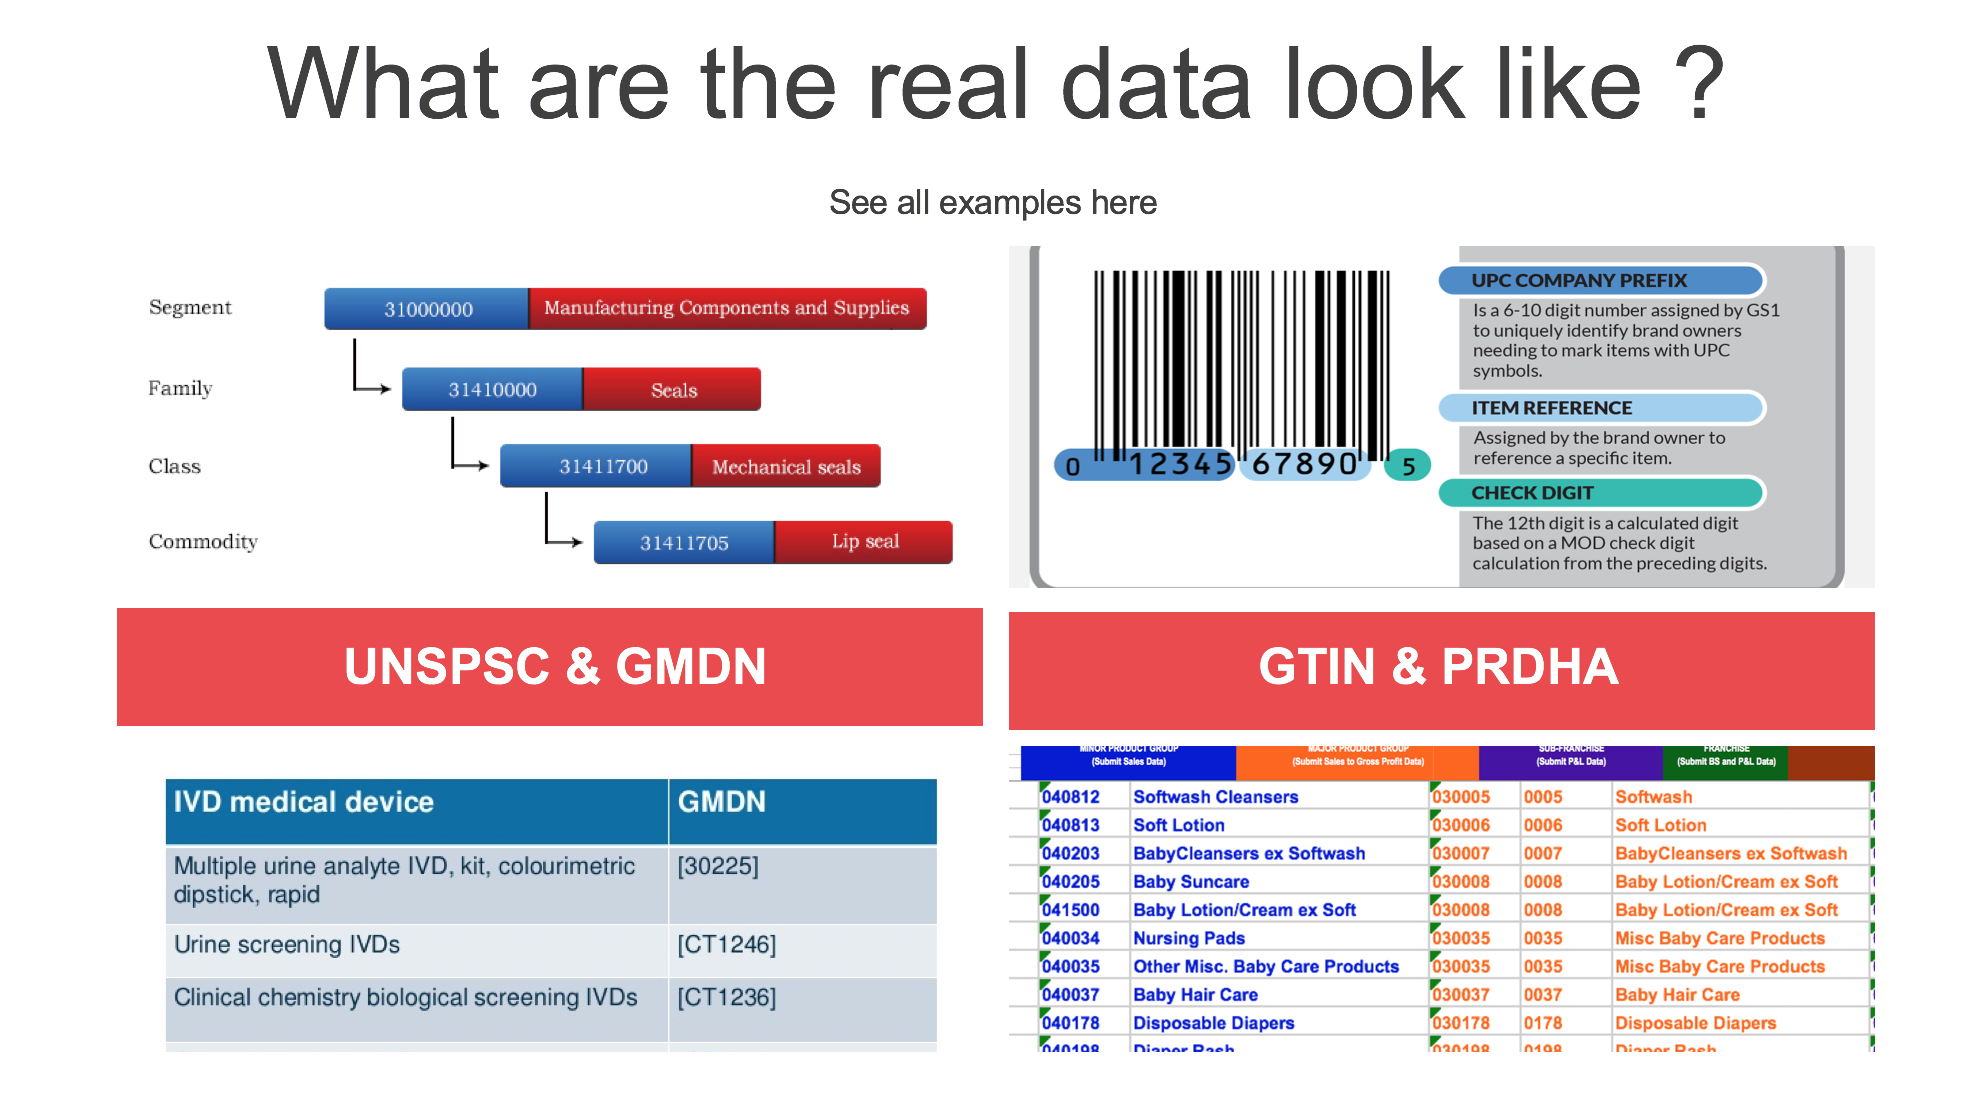 What are the real data look like ?
See all examples here
Segment 31000000 Manufacturing Components and Supplies
Family 31410000 Seals
Class 31411700 Mechanical seals
Commodity 31411705 Lip seal
UPC COMPANY PREFIX
Is a 6-10 digit number assigned by GS1
to uniquely identify brand owners
needing to mark items with UPC
symbols.
ITEM REFERENCE
Assigned by the brand owner to
reference a specific item.
0 12345 67890 5
CHECK DIGIT
The 12th digit is a calculated digit
based on a MOD check digit
calculation from the preceding digits.
UNSPSC & GMDN
GTIN & PRDHA
IVD medical device GMDN
Multiple urine analyte IVD, kit, colourimetric [30225]
dipstick, rapid
Urine screening IVDs [CT1246]
Clinical chemistry biological screening IVDs [CT1236]
MINOR PRODUCT GROUP MAJOR PRODUCT GROUP SUB-FRANCHISE FRANCHISE
(Submit Sales Data) (Submit Sales to Gross Profit Data) (Submit P&L Data) (Submit BS and P&L Data)
040812 Softwash Cleansers 030005 0005 Softwash
040813 Soft Lotion 030006 0006 Soft Lotion
040203 BabyCleansers ex Softwash 030007 0007 BabyCleansers ex Softwash
040205 Baby Suncare 030008 0008 Baby Lotion/Cream ex Soft
041500 Baby Lotion/Cream ex Soft 030008 0008 Baby Lotion/Cream ex Soft
040034 Nursing Pads 030035 0035 Misc Baby Care Products
040035 Other Misc. Baby Care Products 030035 0035 Misc Baby Care Products
040037 Baby Hair Care 030037 0037 Baby Hair Care
040178 Disposable Diapers 030178 0178 Disposable Diapers
040198 Diaper Rash 030198 0198 Diaper Rash